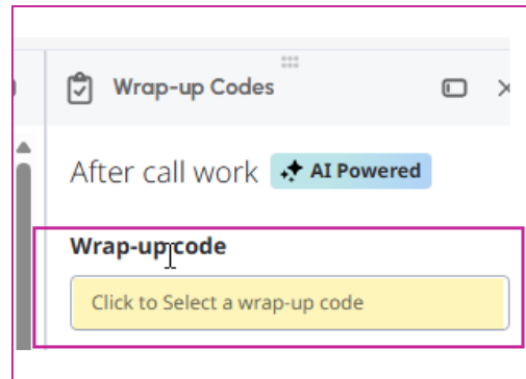 Wrap-up Codes
After call work AI Powered
Wrap-up code
Click to Select a wrap-up code